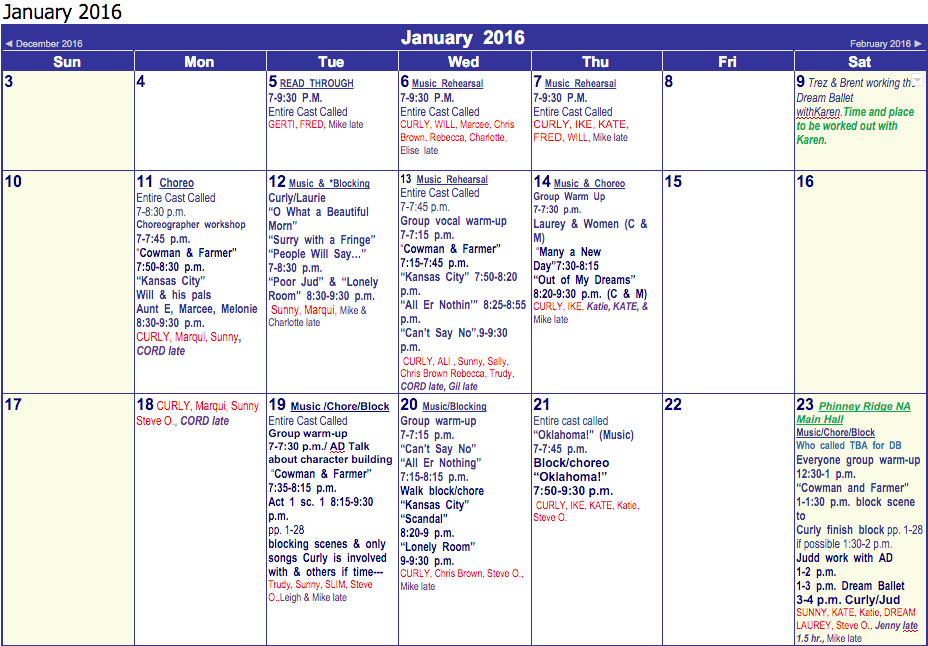 January 2016
◄ December 2016
January 2016
February 2016 ►
Sun
Mon
Tue
Wed
Thu
Fri
Sat
3
4
5 READ THROUGH
7-9:30 P.M.
Entire Cast Called
GERTI, FRED, Mike late
6 Music Rehearsal
7-9:30 P.M.
Entire Cast Called
CURLY, WILL, Marcee, Chris
Brown, Rebecca, Charlotte,
Elise late
7 Music Rehearsal
7-9:30 P.M.
Entire Cast Called
CURLY, IKE, KATE,
FRED, WILL, Mike late
8
9 Trez & Brent working th
Dream Ballet
withKaren.Time and place
to be worked out with
Karen.
10
11 Choreo
Entire Cast Called
7-8:30 p.m.
Choreographer workshop
7-7:45 p.m.
"Cowman & Farmer"
7:50-8:30 p.m.
"Kansas City"
Will & his pals
Aunt E, Marcee, Melonie
8:30-9:30 p.m.
CURLY, Marqui, Sunny,
CORD late
12 Music & *Blocking
Curly/Laurie
"O What a Beautiful
Morn"
"Surry with a Fringe"
"People Will Say…"
7-8:30 p.m.
"Poor Jud" & "Lonely
Room" 8:30-9:30 p.m.
Sunny, Marqui, Mike &
Charlotte late
13 Music Rehearsal
Entire Cast Called
7-7:45 p.m.
Group vocal warm-up
7-7:15 p.m.
"Cowman & Farmer"
7:15-7:45 p.m.
"Kansas City" 7:50-8:20
p.m.
"All Er Nothin'" 8:25-8:55
p.m.
"Can't Say No".9-9:30
p.m.
CURLY, ALI , Sunny, Sally,
Chris Brown Rebecca, Trudy,
CORD late, Gil late
14 Music & Choreo
Group Warm Up
7-7:30 p.m.
Laurey & Women (C &
M)
"Many a New
Day"7:30-8:15
"Out of My Dreams"
8:20-9:30 p.m. (C & M)
CURLY, IKE, Katie, KATE, &
Mike late
15
16
17
18 CURLY, Marqui, Sunny
Steve O., CORD late
19 Music /Chore/Block
Entire Cast Called
Group warm-up
7-7:30 p.m./ AD Talk
about character building
"Cowman & Farmer"
7:35-8:15 p.m.
Act 1 sc. 1 8:15-9:30
p.m.
pp. 1-28
blocking scenes & only
songs Curly is involved
with & others if time---
Trudy, Sunny, SLIM, Steve
O.,Leigh & Mike late
20 Music/Blocking
Group warm-up
7-7:15 p.m.
"Can't Say No"
"All Er Nothing"
7:15-8:15 p.m.
Walk block/chore
"Kansas City"
"Scandal"
8:20-9 p.m.
"Lonely Room"
9-9:30 p.m.
CURLY, Chris Brown, Steve O.,
Mike late
21
Entire cast called
"Oklahoma!" (Music)
7-7:45 p.m.
Block/choreo
"Oklahoma!"
7:50-9:30 p.m.
CURLY, IKE, KATE, Katie,
Steve O.
22
23 Phinney Ridge NA
Main Hall
Music/Chore/Block
Who called TBA for DB
Everyone group warm-up
12:30-1 p.m.
"Cowman and Farmer"
1-1:30 p.m. block scene
to
Curly finish block pp. 1-28
if possible 1:30-2 p.m.
Judd work with AD
1-2 p.m.
1-3 p.m. Dream Ballet
3-4 p.m. Curly/Jud
SUNNY, KATE, Katie, DREAM
LAUREY, Steve O., Jenny late
1.5 hr., Mike late